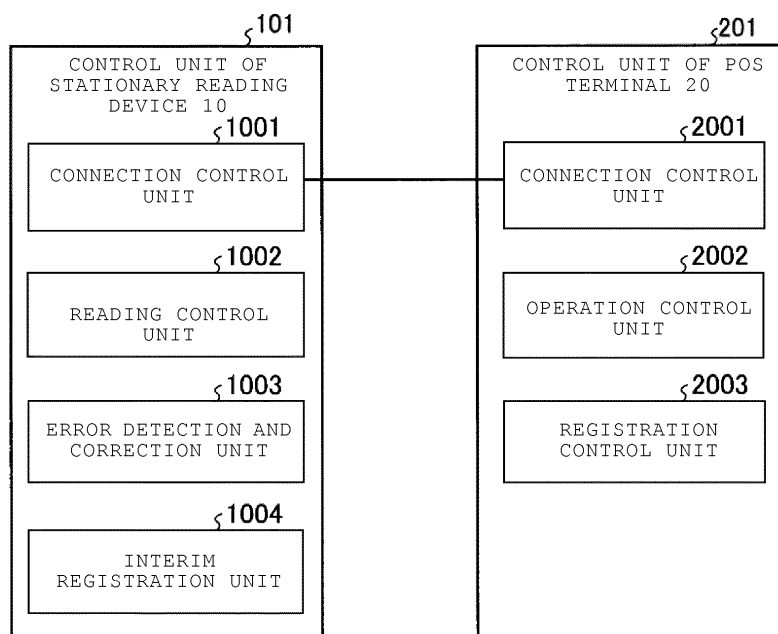 101
CONTROL UNIT OF
STATIONARY READING
DEVICE 10
1001
CONNECTION CONTROL
UNIT
1002
READING CONTROL
UNIT
1003
ERROR DETECTION AND
CORRECTION UNIT
1004
INTERIM
REGISTRATION UNIT
201
CONTROL UNIT OF POS
TERMINAL 20
2001
CONNECTION CONTROL
UNIT
2002
OPERATION CONTROL
UNIT
2003
REGISTRATION
CONTROL UNIT